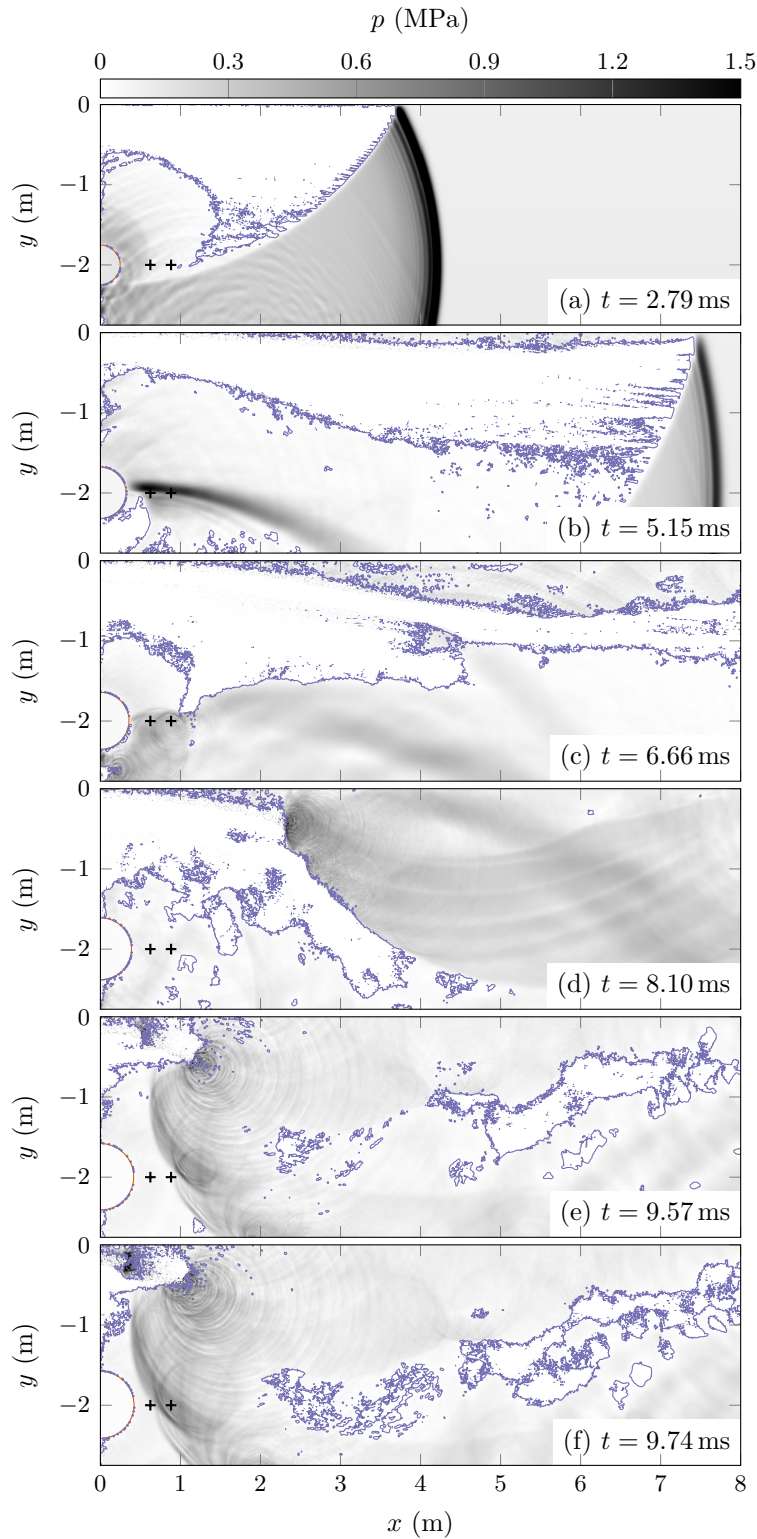 p (MPa)
0 0.3 0.6 0.9 1.2 1.5
0
−1
−2
y (m)
(a) t = 2.79 ms
0
−1
−2
y (m)
(b) t = 5.15 ms
0
−1
−2
y (m)
(c) t = 6.66 ms
0
−1
−2
y (m)
(d) t = 8.10 ms
0
−1
−2
y (m)
(e) t = 9.57 ms
0
−1
−2
y (m)
(f) t = 9.74 ms
0 1 2 3 4 5 6 7 8
x (m)